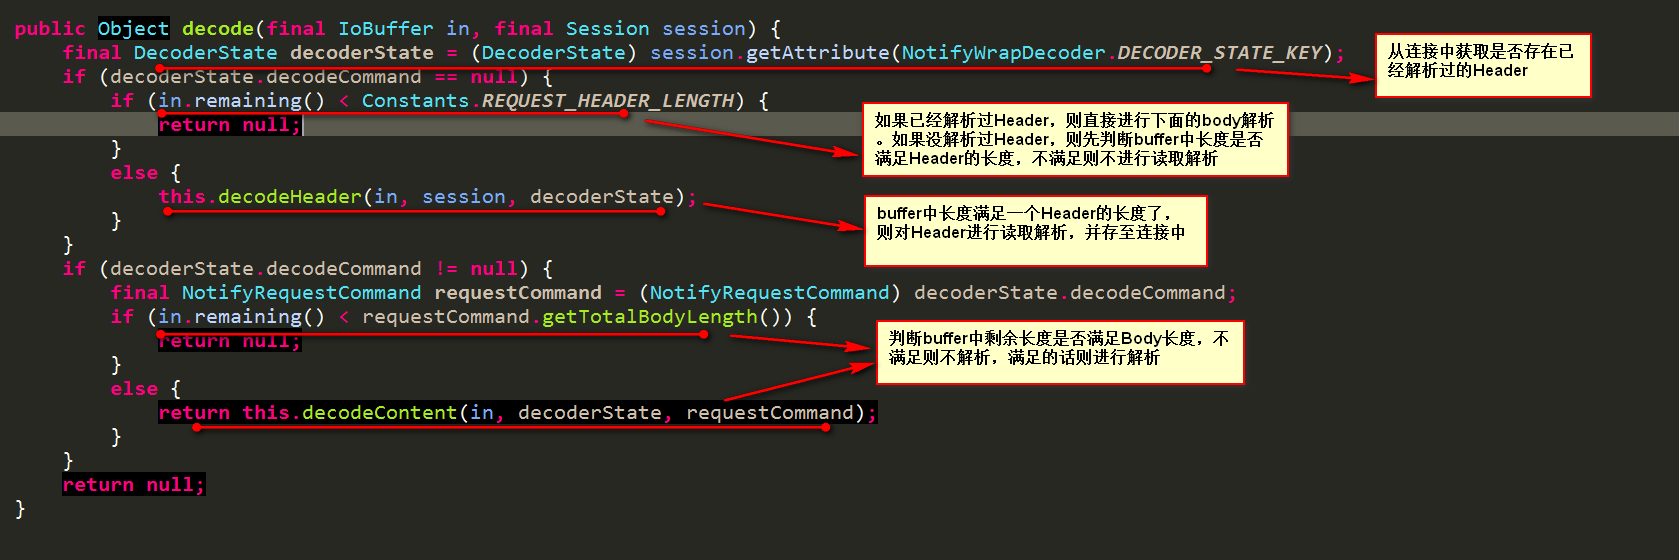 public Object decode(final IoBuffer in, final Session session) {
final DecoderState decoderState = (DecoderState) session.getAttribute(NotifyWrapDecoder.DECODER_STATE_KEY);
从连接中获取是否存在已
经解析过的Header
if (decoderState.decodeCommand == null) {
if (in.remaining() < Constants.REQUEST_HEADER_LENGTH) {
return null;
如果已经解析过Header，则直接进行下面的body解析
。如果没解析过Header，则先判断buffer中长度是否
满足Header的长度，不满足则不进行读取解析
}
else {
this.decodeHeader(in, session, decoderState);
buffer中长度满足一个Header的长度了，
则对Header进行读取解析，并存至连接中
}
}
if (decoderState.decodeCommand != null) {
final NotifyRequestCommand requestCommand = (NotifyRequestCommand) decoderState.decodeCommand;
if (in.remaining() < requestCommand.getTotalBodyLength()) {
return null;
判断buffer中剩余长度是否满足Body长度，不
满足则不解析，满足的话则进行解析
}
else {
return this.decodeContent(in, decoderState, requestCommand);
}
}
return null;
}